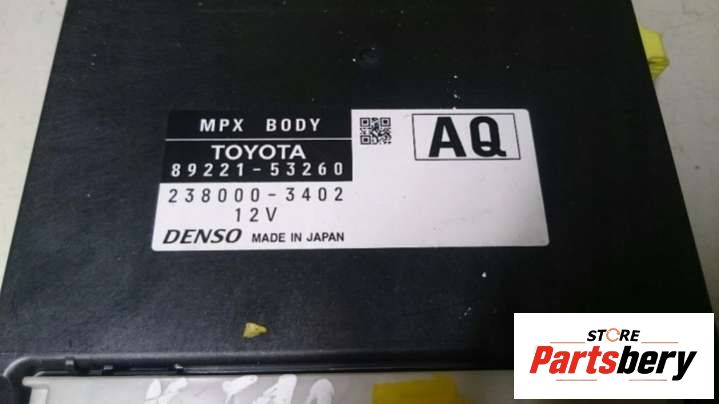 MPX BODY
AQ
TOYOTA
89221-53260
238000-3402
12V
DENSO MADE IN JAPAN
STORE
Partsbery